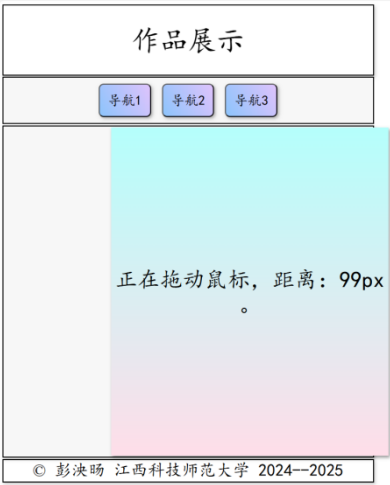 作品展示
导航1 导航2 导航3
正在拖动鼠标，距离：99px
。
© 彭泱旸 江西科技师范大学 2024--2025